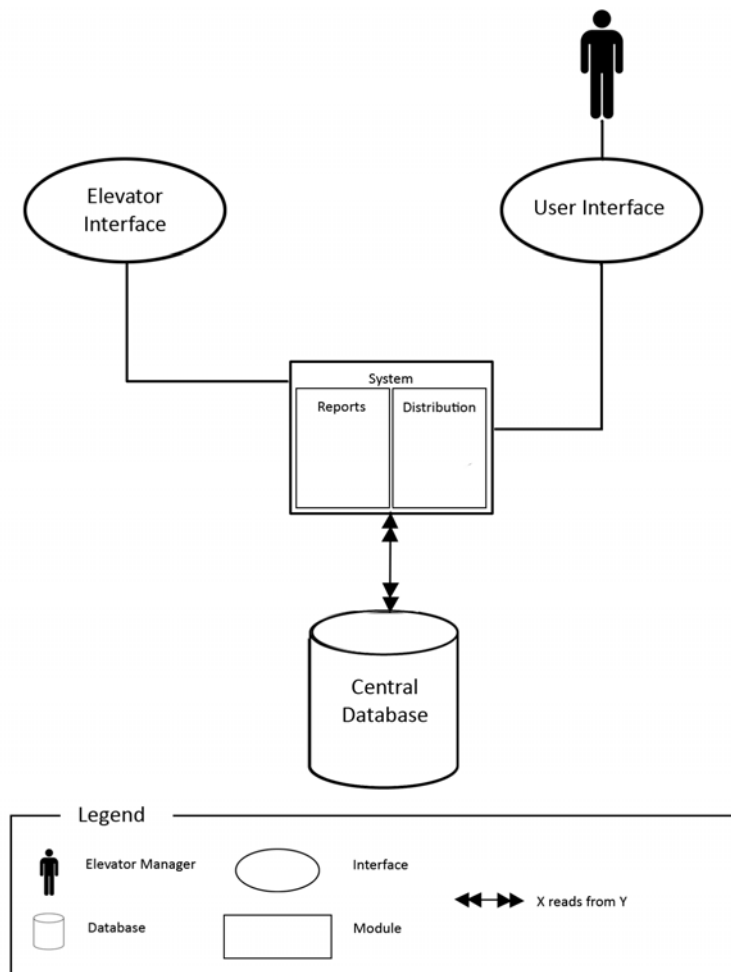 Elevator
Interface
User Interface
System
Reports
Distribution
Central
Database
Legend
Elevator Manager
Interface
X reads from Y
Database
Module